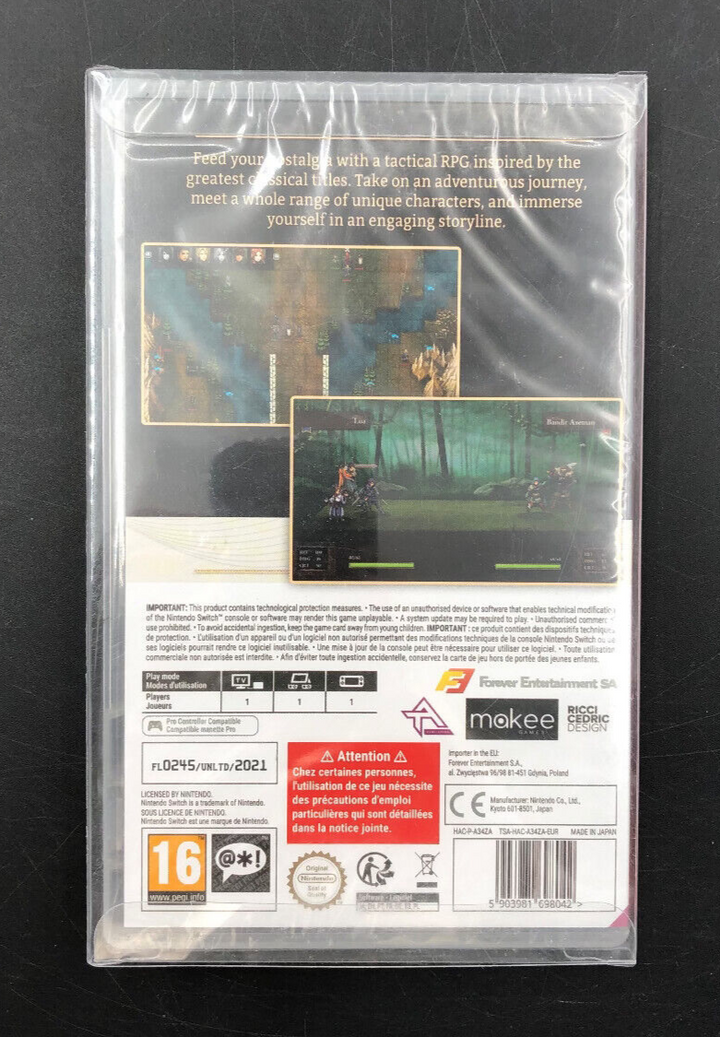 Feed your nostalgia with a tactical RPG inspired by the
greatest classical titles. Take on an adventurous journey,
meet a whole range of unique characters, and immerse
yourself in an engaging storyline.
Bandit Axeman
IMPORTANT: This product contains technological protection measures. • The use of an unauthorised device or software that enables technical modificatio
of the Nintendo Switch™ console or software may render this game unplayable. • A system update may be required to play. • Unauthorised commerc
use prohibited. • To avoid accidental ingestion, keep the game card away from young children. IMPORTANT : ce produit contient des dispositifs technique
de protection. • L'utilisation d'un appareil ou d'un logiciel non autorisé permettant des modifications techniques de la console Nintendo Switch ou de
ses logiciels pourrait rendre ce logiciel inutilisable. • Une mise à jour de la console peut être nécessaire pour utiliser ce logiciel. • Toute utilisation
commerciale non autorisée est interdite. • Afin d'éviter toute ingestion accidentelle, conservez la carte de jeu hors de portée des jeunes enfants.
Play mode
Modes d'utilisation
TV
Players
Joueurs
1 1 1
Pro Controller Compatible
Compatible manette Pro
Forever Entertainment SA
makee
GAMES
RICCI
CEDRIC
DESIGN
FL0245/UNLTD/2021
⚠ Attention ⚠
Chez certaines personnes,
l'utilisation de ce jeu nécessite
des précautions d'emploi
particulières qui sont détaillées
dans la notice jointe.
Importer in the EU:
Forever Entertainment S.A.,
al. Zwycięstwa 96/98 81-451 Gdynia, Poland
LICENSED BY NINTENDO.
Nintendo Switch is a trademark of Nintendo.
SOUS LICENCE DE NINTENDO.
Nintendo Switch est une marque de Nintendo.
CE
Manufacturer: Nintendo Co., Ltd.,
Kyoto 601-8501, Japan
HAC-P-A34ZA TSA-HAC-A34ZA-EUR MADE IN JAPAN
16
www.pegi.info
@*!
Original
Nintendo
Seal of
Quality
5 903981 698042 >